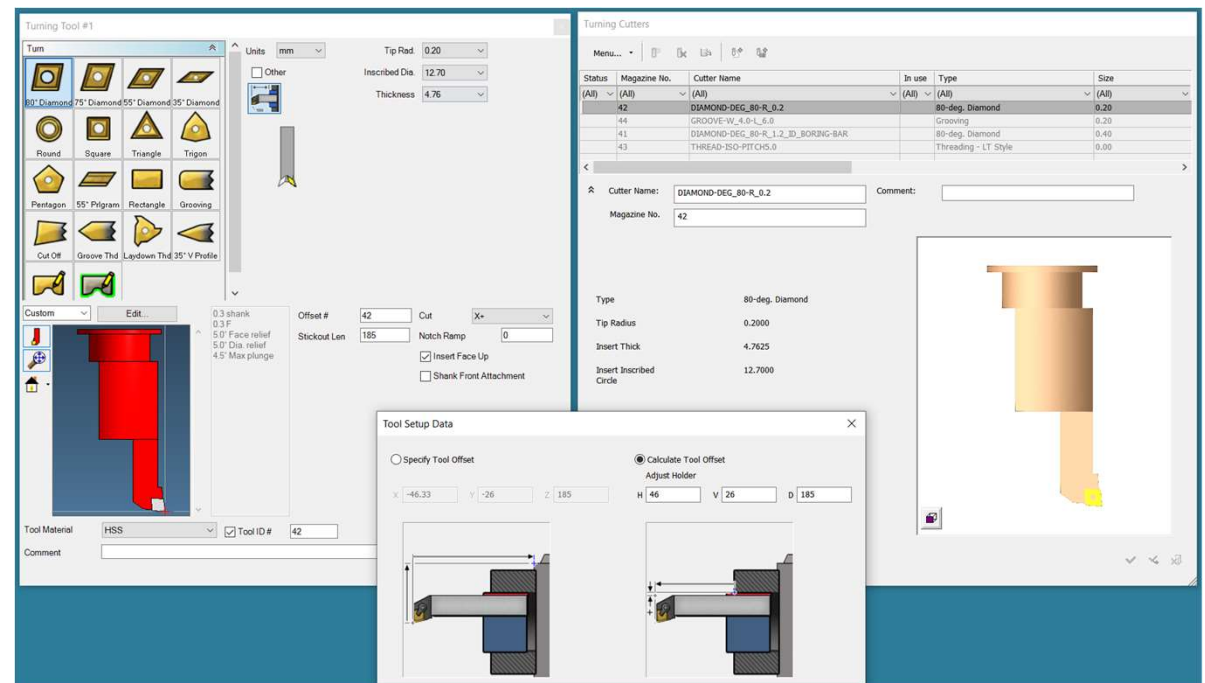 Turning Tool #1
Turn
80° Diamond 75° Diamond 55° Diamond 35° Diamond
Round Square Triangle Trigon
Pentagon 55° Prlgram Rectangle Grooving
Cut Off Groove Thd Laydown Thd 35° V Profile
Units mm
Other
Tip Rad. 0.20
Inscribed Dia. 12.70
Thickness 4.76
Custom Edit...
0.3 shank
0.3 F
5.0° Face relief
5.0° Dia. relief
4.5° Max plunge
Offset # 42 Cut X+
Stickout Len 185 Notch Ramp 0
Insert Face Up
Shank Front Attachment
Tool Material HSS Tool ID # 42
Comment
Turning Cutters
Menu...
Status Magazine No. Cutter Name In use Type Size
(All) (All) (All) (All) (All) (All)
42 DIAMOND-DEG_80-R_0.2 80-deg. Diamond 0.20
44 GROOVE-W_4.0-L_6.0 Grooving 0.20
41 DIAMOND-DEG_80-R_1.2_ID_BORING-BAR 80-deg. Diamond 0.40
43 THREAD-ISO-PITCH5.0 Threading - LT Style 0.00
Cutter Name: DIAMOND-DEG_80-R_0.2 Comment:
Magazine No. 42
Type 80-deg. Diamond
Tip Radius 0.2000
Insert Thick 4.7625
Insert Inscribed 12.7000
Circle
Tool Setup Data
Specify Tool Offset Calculate Tool Offset
Adjust Holder
X -46.33 Y -26 Z 185 H 46 V 26 D 185